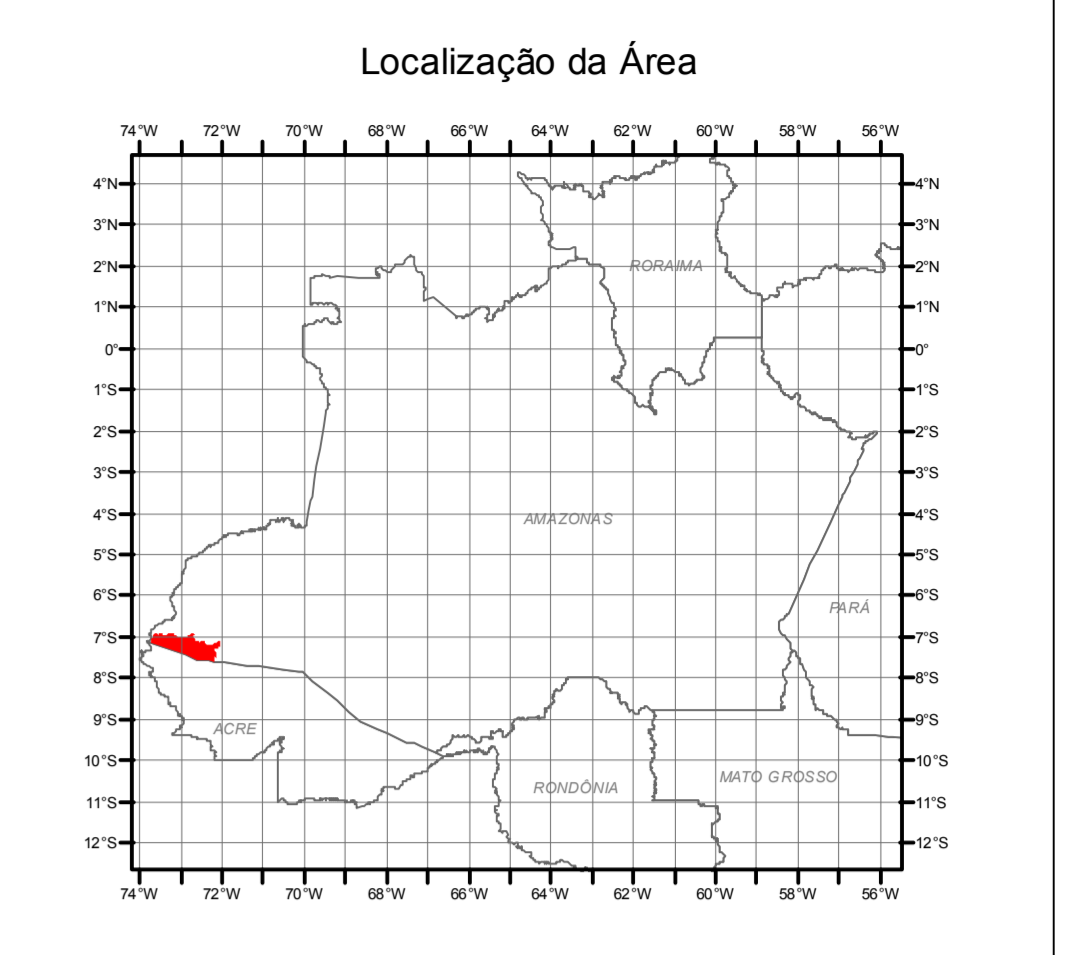 Localização da Área
74°W 72°W 70°W 68°W 66°W 64°W 62°W 60°W 58°W 56°W
4°N 4°N
3°N 3°N
2°N RORAIMA 2°N
1°N 1°N
0° 0°
1°S 1°S
2°S 2°S
3°S 3°S
4°S AMAZONAS 4°S
5°S 5°S
6°S PARÁ 6°S
7°S 7°S
8°S 8°S
9°S ACRE 9°S
10°S MATO GROSSO 10°S
RONDÔNIA
11°S 11°S
12°S 12°S
74°W 72°W 70°W 68°W 66°W 64°W 62°W 60°W 58°W 56°W